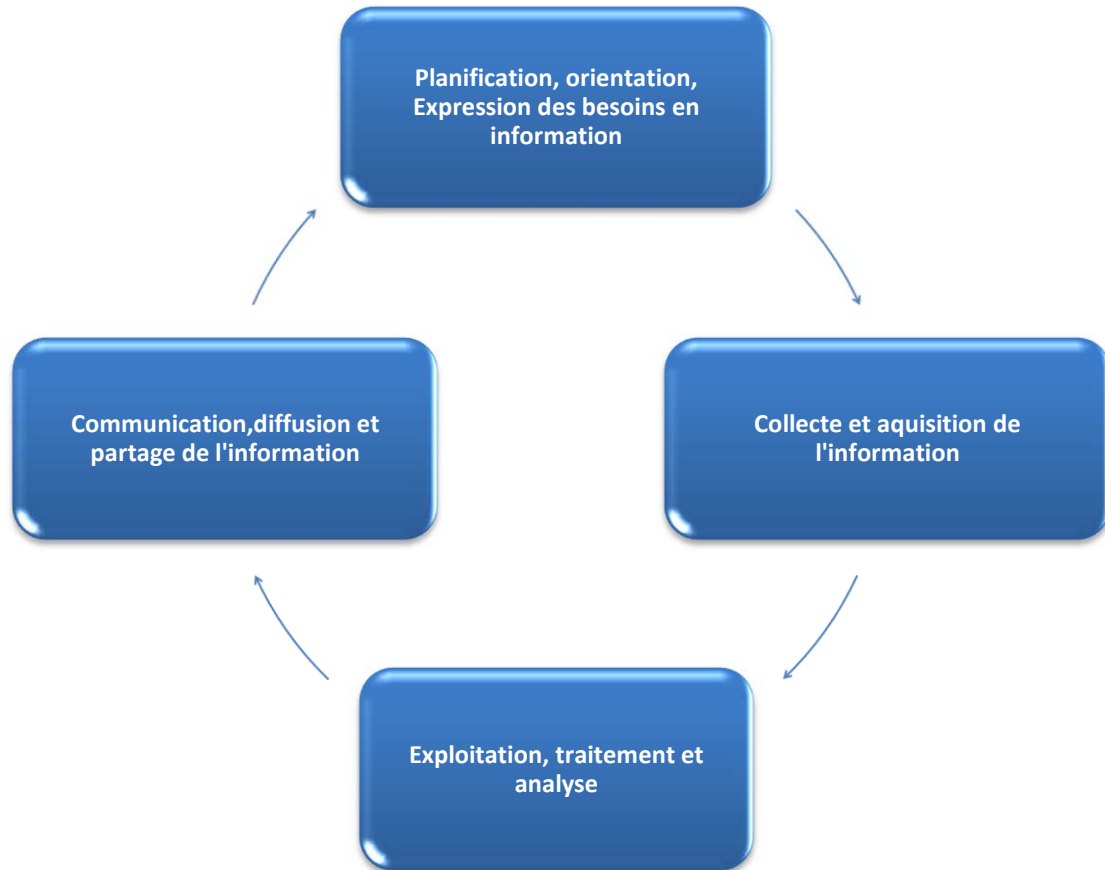 Planification, orientation,
Expression des besoins en
information
Communication,diffusion et
partage de l'information
Collecte et aquisition de
l'information
Exploitation, traitement et
analyse